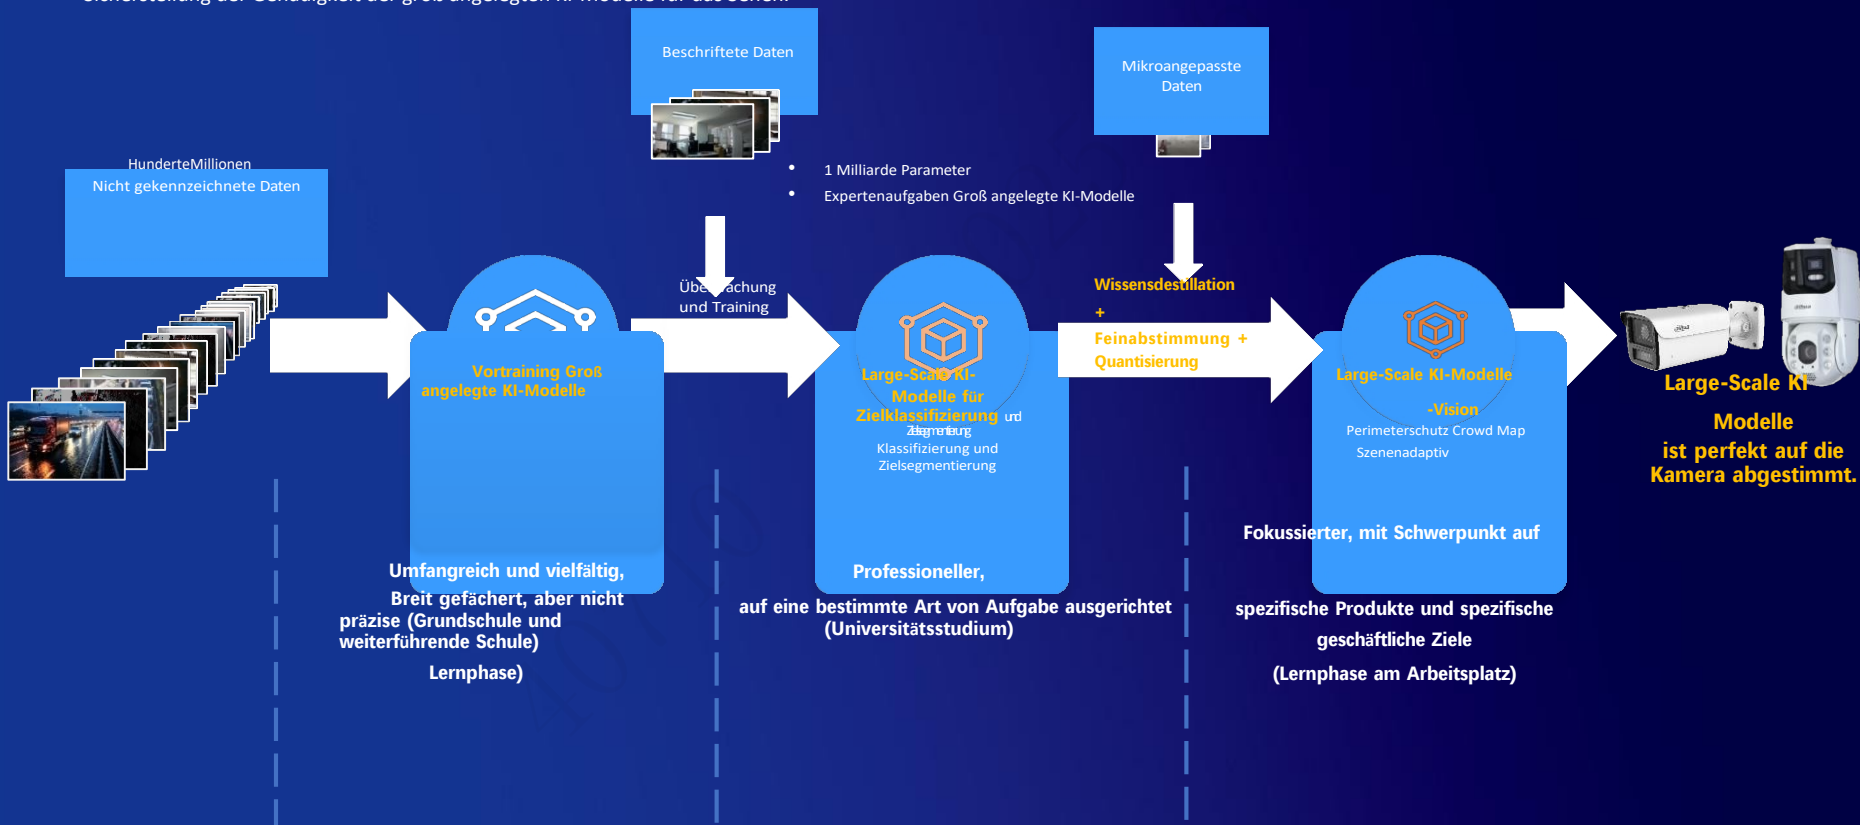 Beschriftete Daten
Mikroangepasste
Daten
HunderteMillionen
Nicht gekennzeichnete Daten
• 1 Milliarde Parameter
• Expertenaufgaben Groß angelegte KI-Modelle
und Training
Wissensdestillation
+
Feinabstimmung +
Quantisierung
Vortraining Groß
angelegte KI-Modelle
Large-Scale KI-
Modelle für
Zielklassifizierung und
Klassifizierung und
Zielsegmentierung
Large-Scale KI-Modelle
-Vision
Perimeterschutz Crowd Map
Szenenadaptiv
Large-Scale KI
Modelle
ist perfekt auf die
Kamera abgestimmt.
Umfangreich und vielfältig,
Breit gefächert, aber nicht
präzise (Grundschule und
weiterführende Schule)
Lernphase)
Professioneller,
auf eine bestimmte Art von Aufgabe ausgerichtet
(Universitätsstudium)
Fokussierter, mit Schwerpunkt auf
spezifische Produkte und spezifische
geschäftliche Ziele
(Lernphase am Arbeitsplatz)